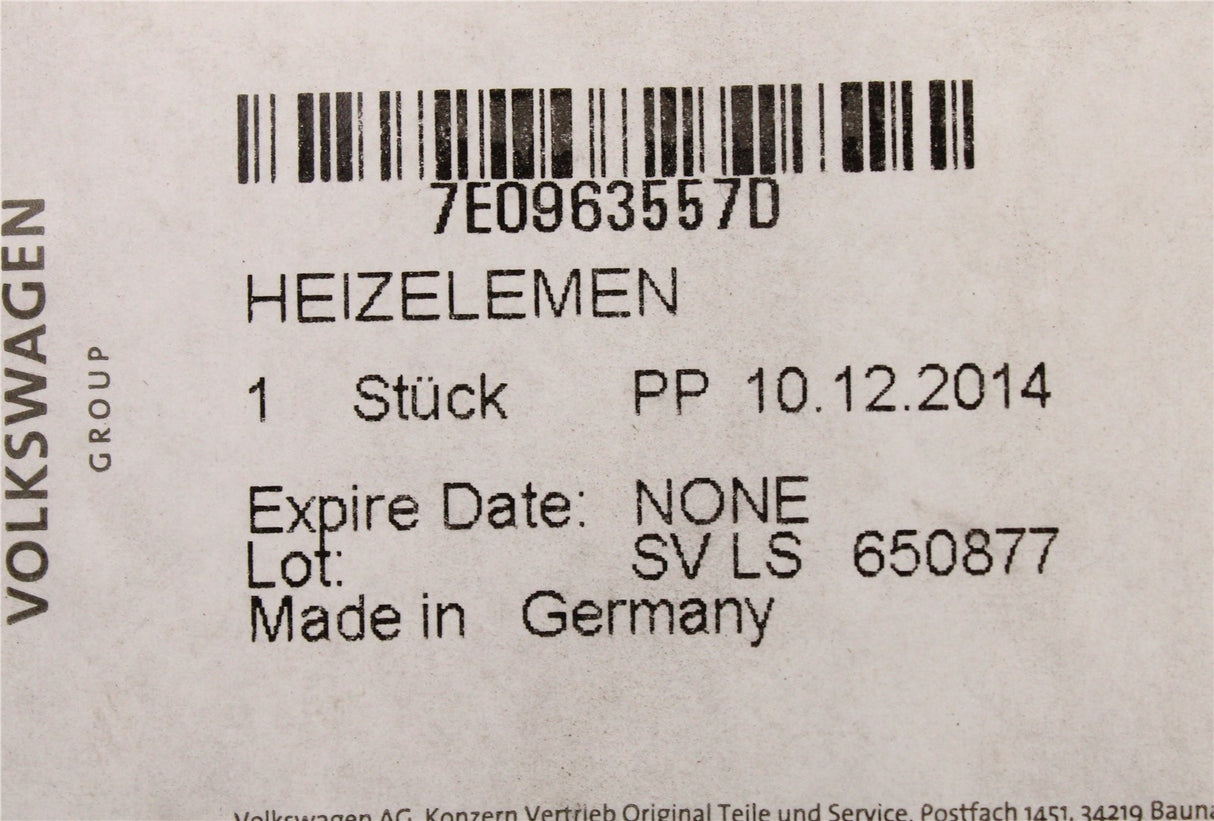 VOLKSWAGEN
GROUP
7E0963557D
HEIZELEMEN
1 Stück PP 10.12.2014
Expire Date: NONE
Lot: SV LS 650877
Made in Germany
Volkswagen AG, Konzern Vertrieb Original Teile und Service, Postfach 1451, 34219